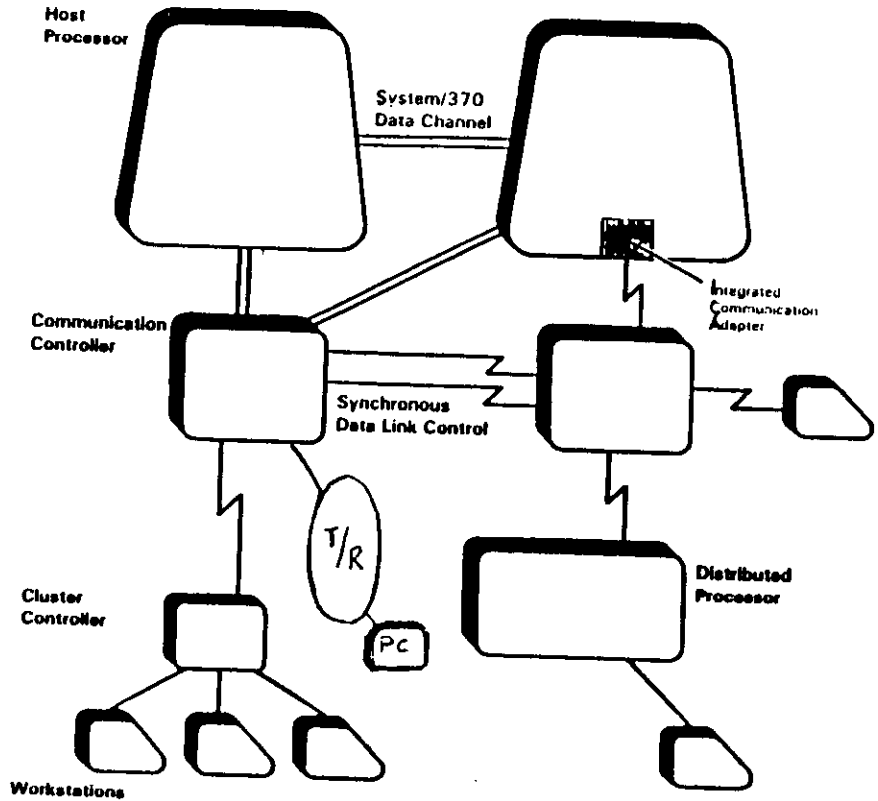 Host
Processor
System/370
Data Channel
Integrated
Communication
Adapter
Communication
Controller
Synchronous
Data Link Control
T/R
Cluster
Controller
PC
Distributed
Processor
Workstations